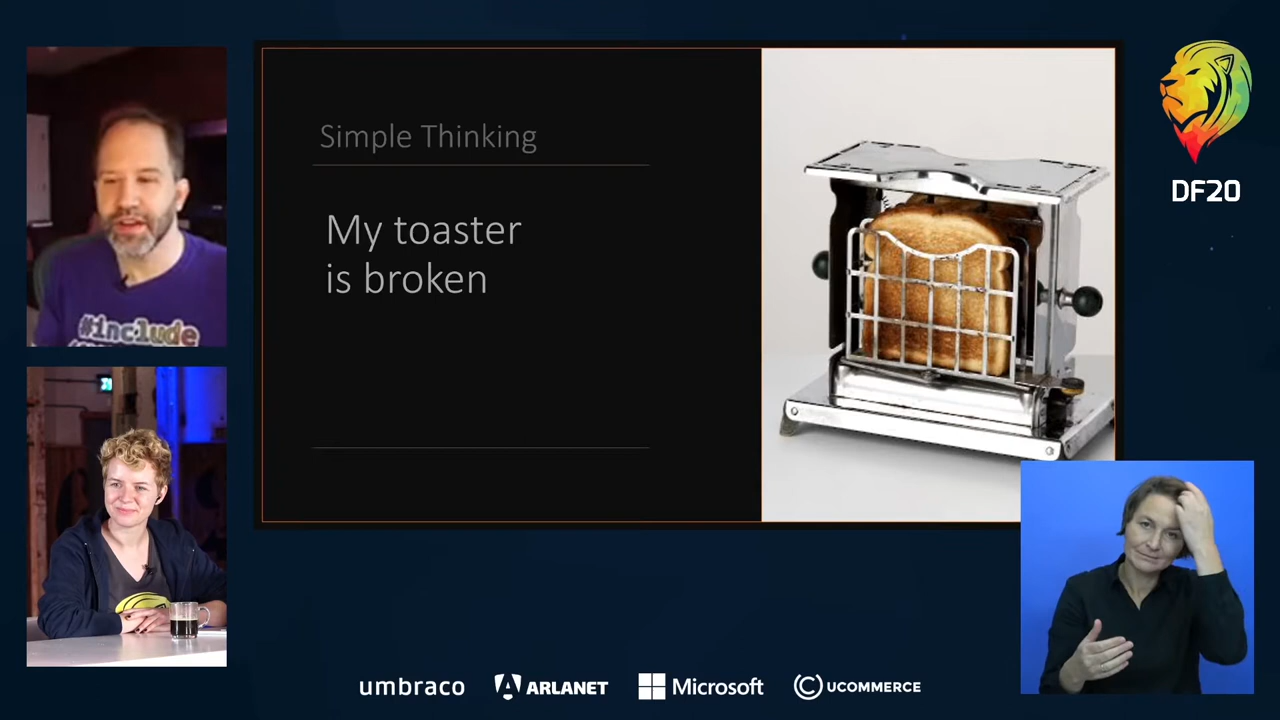 Simple Thinking
My toaster
is broken
DF20
#include
umbraco
ARLANET
Microsoft
UCOMMERCE